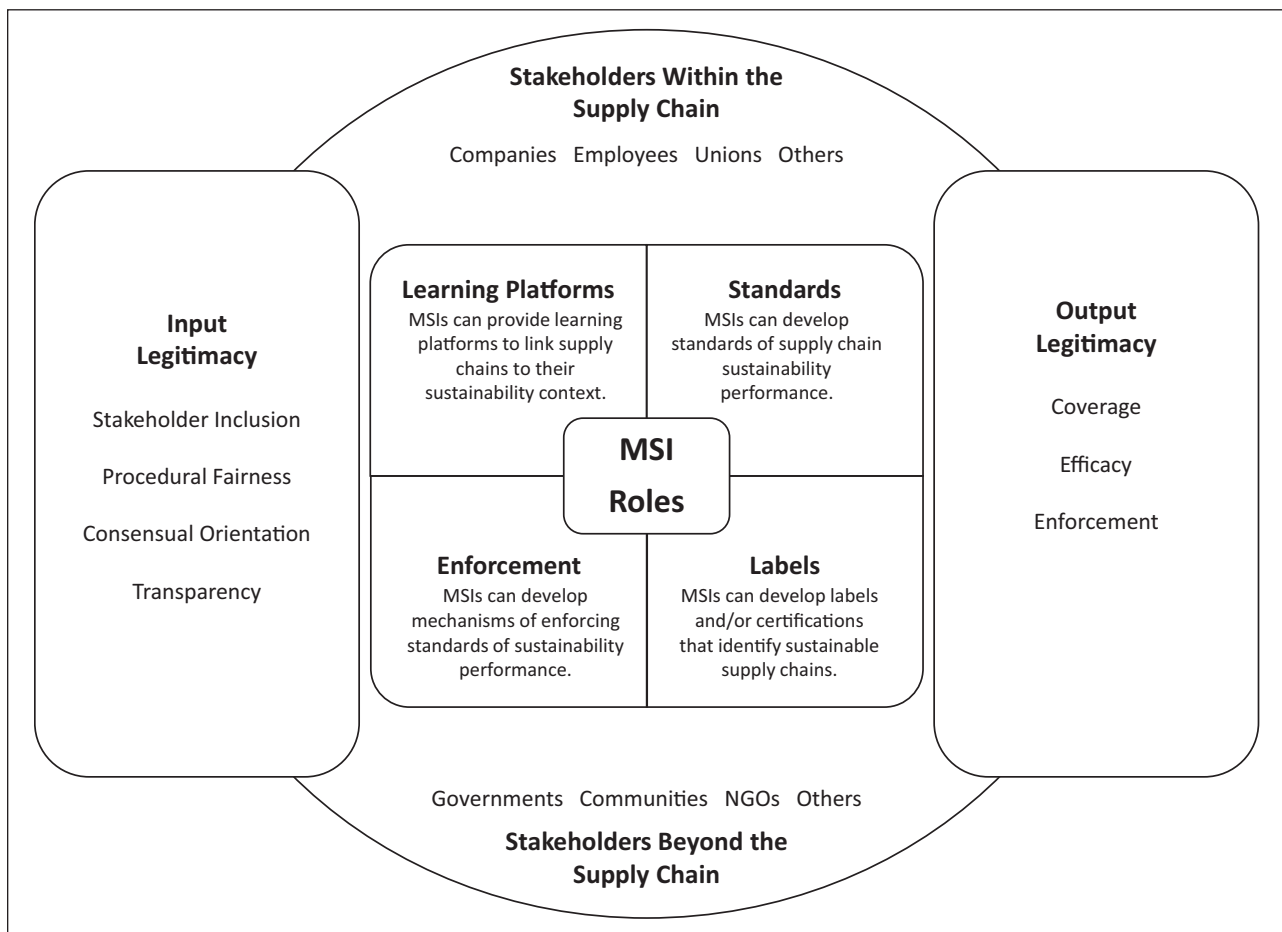 Stakeholders Within the
Supply Chain
Companies Employees Unions Others
Input
Legitimacy
Stakeholder Inclusion
Procedural Fairness
Consensual Orientation
Transparency
Learning Platforms
MSIs can provide learning
platforms to link supply
chains to their
sustainability context.
Standards
MSIs can develop
standards of supply chain
sustainability
performance.
MSI
Roles
Enforcement
MSIs can develop
mechanisms of enforcing
standards of sustainability
performance.
Labels
MSIs can develop labels
and/or certifications
that identify sustainable
supply chains.
Output
Legitimacy
Coverage
Efficacy
Enforcement
Governments Communities NGOs Others
Stakeholders Beyond the
Supply Chain